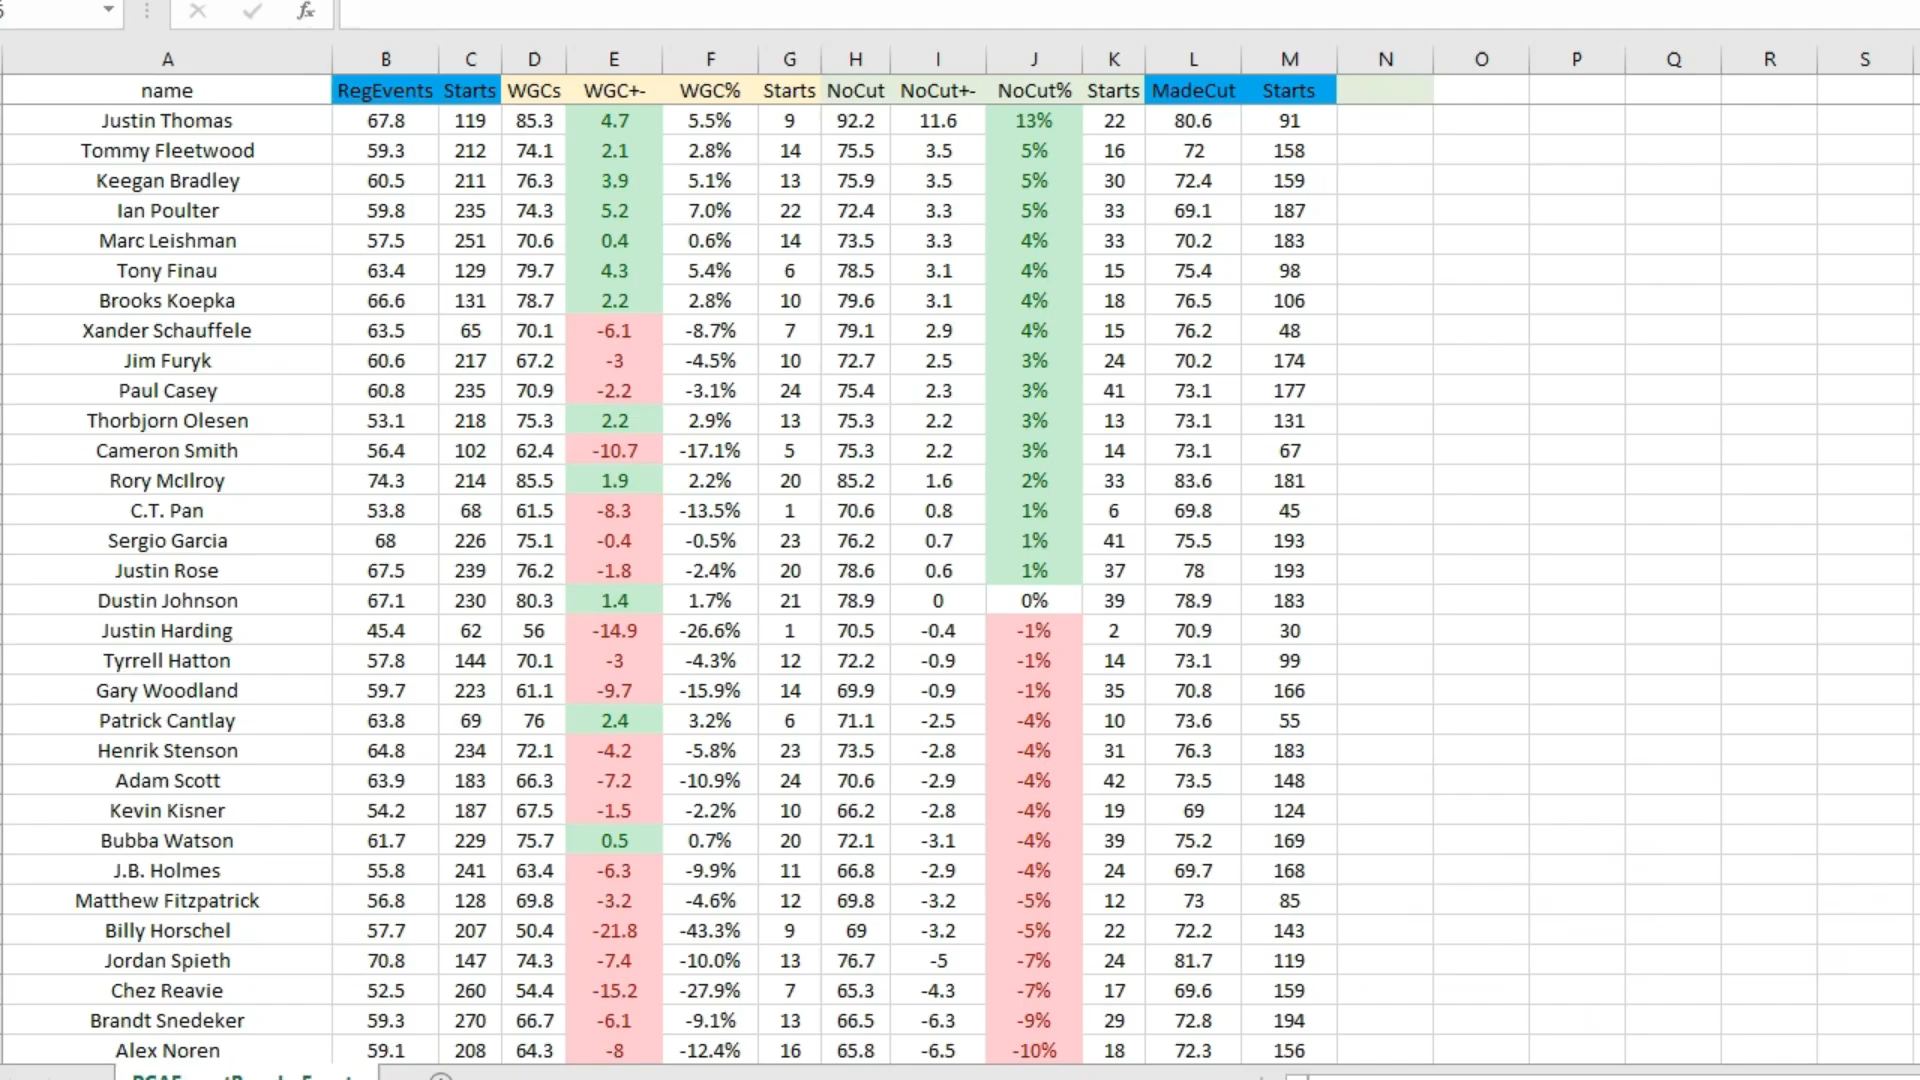 A B C D E F G H I J K L M N O P Q R S
name RegEvents Starts WGCs WGC+- WGC% Starts NoCut NoCut+- NoCut% Starts MadeCut Starts
Justin Thomas 67.8 119 85.3 4.7 5.5% 9 92.2 11.6 13% 22 80.6 91
Tommy Fleetwood 59.3 212 74.1 2.1 2.8% 14 75.5 3.5 5% 16 72 158
Keegan Bradley 60.5 211 76.3 3.9 5.1% 13 75.9 3.5 5% 30 72.4 159
Ian Poulter 59.8 235 74.3 5.2 7.0% 22 72.4 3.3 5% 33 69.1 187
Marc Leishman 57.5 251 70.6 0.4 0.6% 14 73.5 3.3 4% 33 70.2 183
Tony Finau 63.4 129 79.7 4.3 5.4% 6 78.5 3.1 4% 15 75.4 98
Brooks Koepka 66.6 131 78.7 2.2 2.8% 10 79.6 3.1 4% 18 76.5 106
Xander Schauffele 63.5 65 70.1 -6.1 -8.7% 7 79.1 2.9 4% 15 76.2 48
Jim Furyk 60.6 217 67.2 -3 -4.5% 10 72.7 2.5 3% 24 70.2 174
Paul Casey 60.8 235 70.9 -2.2 -3.1% 24 75.4 2.3 3% 41 73.1 177
Thorbjorn Olesen 53.1 218 75.3 2.2 2.9% 13 75.3 2.2 3% 13 73.1 131
Cameron Smith 56.4 102 62.4 -10.7 -17.1% 5 75.3 2.2 3% 14 73.1 67
Rory McIlroy 74.3 214 85.5 1.9 2.2% 20 85.2 1.6 2% 33 83.6 181
C.T. Pan 53.8 68 61.5 -8.3 -13.5% 1 70.6 0.8 1% 6 69.8 45
Sergio Garcia 68 226 75.1 -0.4 -0.5% 23 76.2 0.7 1% 41 75.5 193
Justin Rose 67.5 239 76.2 -1.8 -2.4% 20 78.6 0.6 1% 37 78 193
Dustin Johnson 67.1 230 80.3 1.4 1.7% 21 78.9 0 0% 39 78.9 183
Justin Harding 45.4 62 56 -14.9 -26.6% 1 70.5 -0.4 -1% 2 70.9 30
Tyrrell Hatton 57.8 144 70.1 -3 -4.3% 12 72.2 -0.9 -1% 14 73.1 99
Gary Woodland 59.7 223 61.1 -9.7 -15.9% 14 69.9 -0.9 -1% 35 70.8 166
Patrick Cantlay 63.8 69 76 2.4 3.2% 6 71.1 -2.5 -4% 10 73.6 55
Henrik Stenson 64.8 234 72.1 -4.2 -5.8% 23 73.5 -2.8 -4% 31 76.3 183
Adam Scott 63.9 183 66.3 -7.2 -10.9% 24 70.6 -2.9 -4% 42 73.5 148
Kevin Kisner 54.2 187 67.5 -1.5 -2.2% 10 66.2 -2.8 -4% 19 69 124
Bubba Watson 61.7 229 75.7 0.5 0.7% 20 72.1 -3.1 -4% 39 75.2 169
J.B. Holmes 55.8 241 63.4 -6.3 -9.9% 11 66.8 -2.9 -4% 24 69.7 168
Matthew Fitzpatrick 56.8 128 69.8 -3.2 -4.6% 12 69.8 -3.2 -5% 12 73 85
Billy Horschel 57.7 207 50.4 -21.8 -43.3% 9 69 -3.2 -5% 22 72.2 143
Jordan Spieth 70.8 147 74.3 -7.4 -10.0% 13 76.7 -5 -7% 24 81.7 119
Chez Reavie 52.5 260 54.4 -15.2 -27.9% 7 65.3 -4.3 -7% 17 69.6 159
Brandt Snedeker 59.3 270 66.7 -6.1 -9.1% 13 66.5 -6.3 -9% 29 72.8 194
Alex Noren 59.1 208 64.3 -8 -12.4% 16 65.8 -6.5 -10% 18 72.3 156